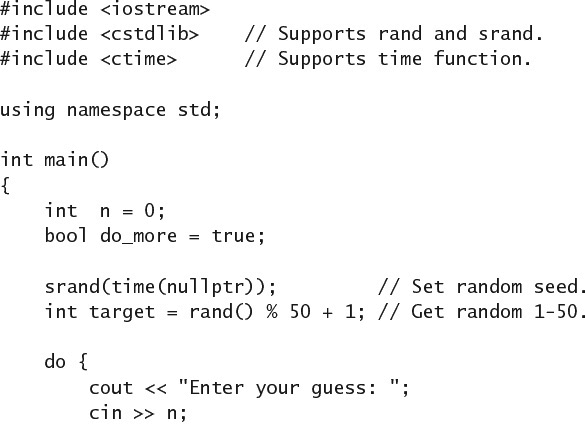 #include <iostream>
#include <cstdlib>    // Supports rand and srand.
#include <ctime>      // Supports time function.

using namespace std;

int main()
{
    int  n = 0;
    bool do_more = true;

    srand(time(nullptr));         // Set random seed.
    int target = rand() % 50 + 1; // Get random 1-50.

    do {
        cout << "Enter your guess: ";
        cin >> n;